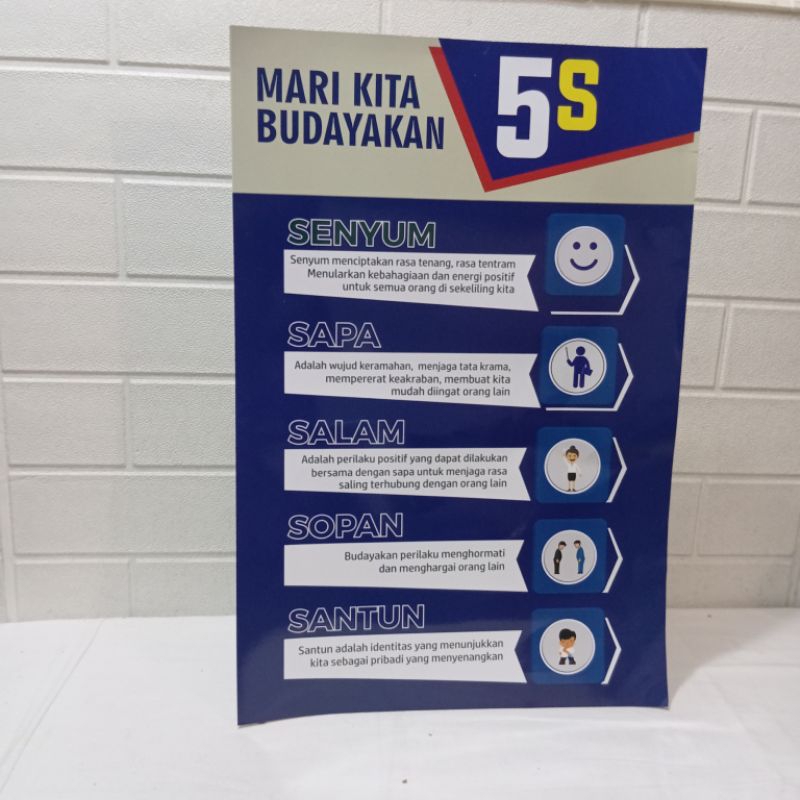 MARI KITA
BUDAYAKAN
5S
SENYUM
Senyum menciptakan rasa tenang, rasa tentram
Menularkan kebahagiaan dan energi positif
untuk semua orang di sekeliling kita
SAPA
Adalah wujud keramahan, menjaga tata krama,
mempererat keakraban, membuat kita
mudah diingat orang lain
SALAM
Adalah perilaku positif yang dapat dilakukan
bersama dengan sapa untuk menjaga rasa
saling terhubung dengan orang lain
SOPAN
Budayakan perilaku menghormati
dan menghargai orang lain
SANTUN
Santun adalah identitas yang menunjukkan
kita sebagai pribadi yang menyenangkan